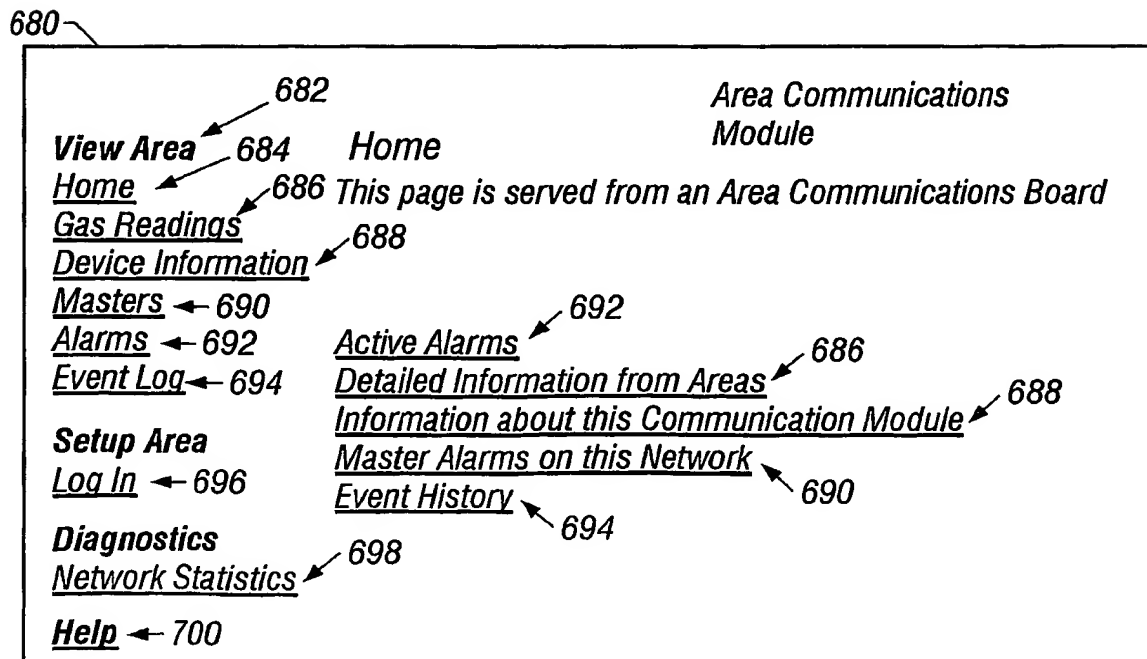 680
682
Area Communications
Module
View Area
684
Home
Home
686
This page is served from an Area Communications Board
Gas Readings
688
Device Information
Masters
690
Alarms
692
Event Log
694
692
Active Alarms
686
Detailed Information from Areas
688
Information about this Communication Module
Master Alarms on this Network
690
Event History
694
Setup Area
Log In
696
Diagnostics
698
Network Statistics
Help
700